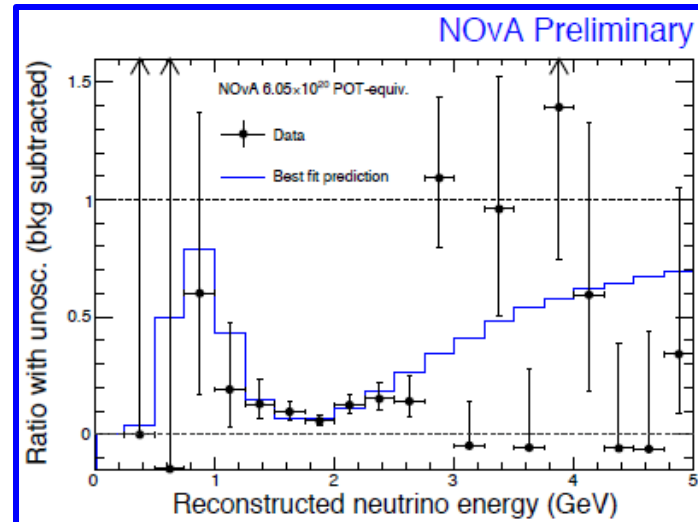 NOvA Preliminary
Ratio with unosc. (bkg subtracted)
1.5
1
0.5
0
NOvA 6.05×10²⁰ POT-equiv.
Data
Best fit prediction
0 1 2 3 4 5
Reconstructed neutrino energy (GeV)